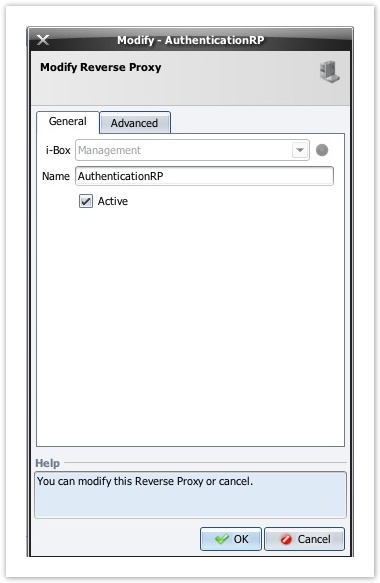 Modify - AuthenticationRP
Modify Reverse Proxy
General
Advanced
i-Box
Management
Name
AuthenticationRP
Active
Help
You can modify this Reverse Proxy or cancel.
OK
Cancel